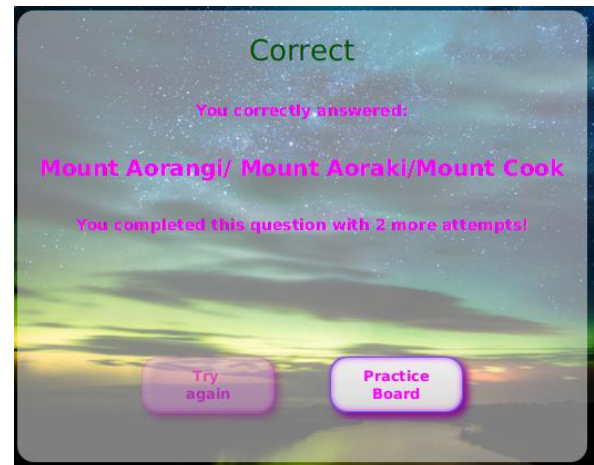 Correct
You correctly answered:
Mount Aorangi/ Mount Aoraki/Mount Cook
You completed this question with 2 more attempts!
Try
again
Practice
Board